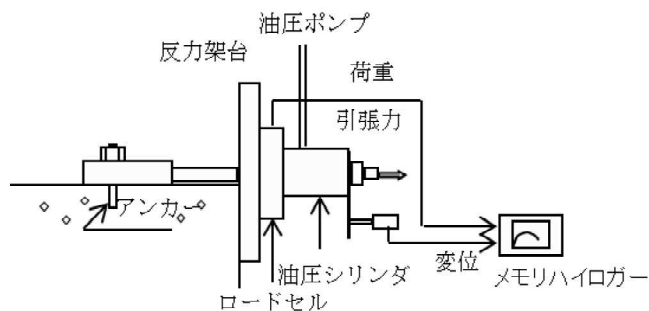 油圧ポンプ
反力架台
荷重
引張力
アンカー
変位
油圧シリンダ
メモリハイロガー
ロードセル